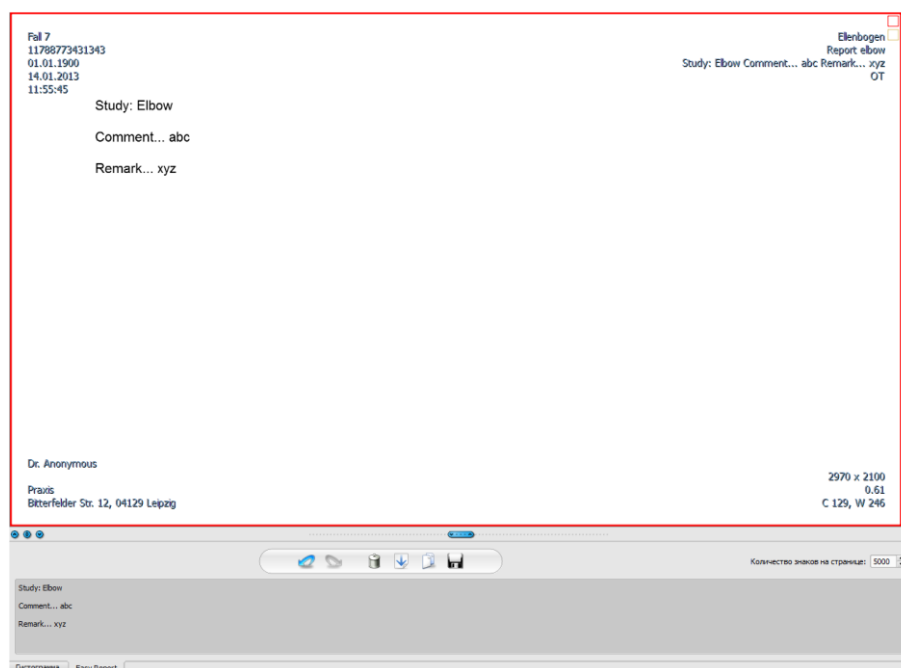 Fall 7
11788773431343
01.01.1900
14.01.2013
11:55:45
Ellenbogen
Report elbow
Study: Elbow Comment... abc Remark... xyz
OT
Study: Elbow
Comment... abc
Remark... xyz
Dr. Anonymous
Praxis
Bitterfelder Str. 12, 04129 Leipzig
2970 x 2100
0.61
C 129, W 246
Количество знаков на странице: 5000
Study: Elbow
Comment... abc
Remark... xyz
Гистограмма Easy Report